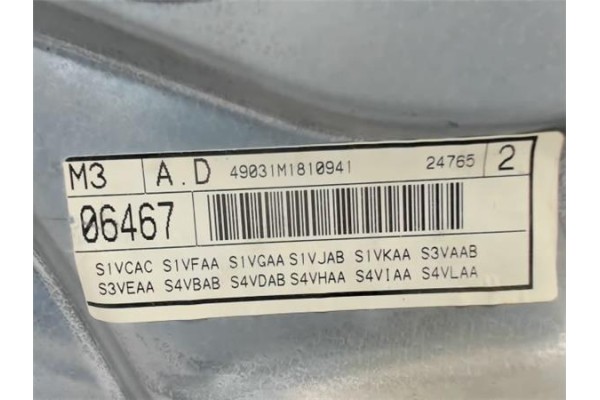 M3 A.D 49031M1810941 24765 2
06467
S1VCAC S1VFAA S1VGAA S1VJAB S1VKAA S3VAAB
S3VEAA S4VBAB S4VDAB S4VHAA S4VIAA S4VLAA